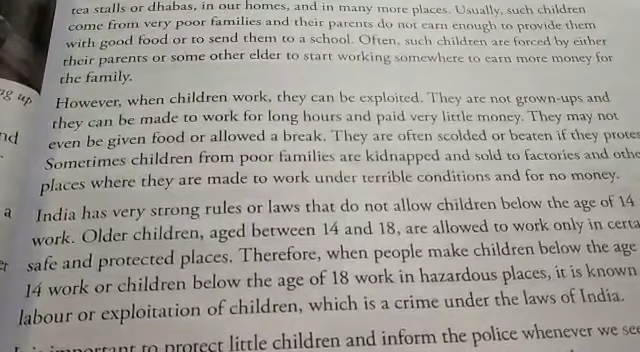 tea stalls or dhabas, in our homes, and in many more places. Usually, such children
come from very poor families and their parents do not earn enough to provide them
with good food or to send them to a school. Often, such children are forced by either
their parents or some other elder to start working somewhere to earn more money for
the family.
ng up
However, when children work, they can be exploited. They are not grown-ups and
they can be made to work for long hours and paid very little money. They may not
nd
even be given food or allowed a break. They are often scolded or beaten if they protes
Sometimes children from poor families are kidnapped and sold to factories and othe
places where they are made to work under terrible conditions and for no money.
a
India has very strong rules or laws that do not allow children below the age of 14
work. Older children, aged between 14 and 18, are allowed to work only in certa
er
safe and protected places. Therefore, when people make children below the age
14 work or children below the age of 18 work in hazardous places, it is known
labour or exploitation of children, which is a crime under the laws of India.
important to protect little children and inform the police whenever we see